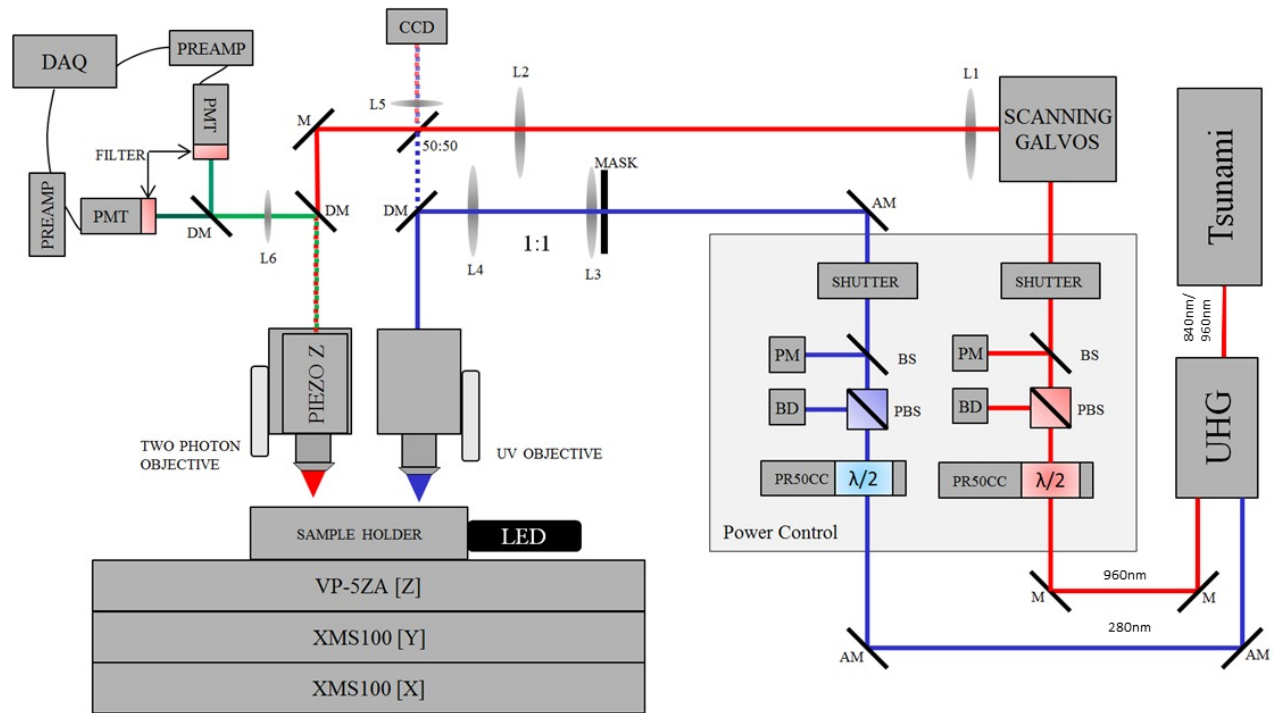 CCD
DAQ
PREAMP
PMT
L5
L2
L1
M
50:50
SCANNING
GALVOS
Tsunami
FILTER
PREAMP
PMT
DM
L6
DM
DM
L4
1:1
MASK
L3
AM
SHUTTER
SHUTTER
840nm/
960nm
PM
BS
PM
BS
BD
PBS
BD
PBS
UHG
PIEZO Z
TWO PHOTON
OBJECTIVE
UV OBJECTIVE
PR50CC
λ/2
PR50CC
λ/2
Power Control
SAMPLE HOLDER
LED
VP-5ZA [Z]
XMS100 [Y]
XMS100 [X]
960nm
M
M
280nm
AM
AM